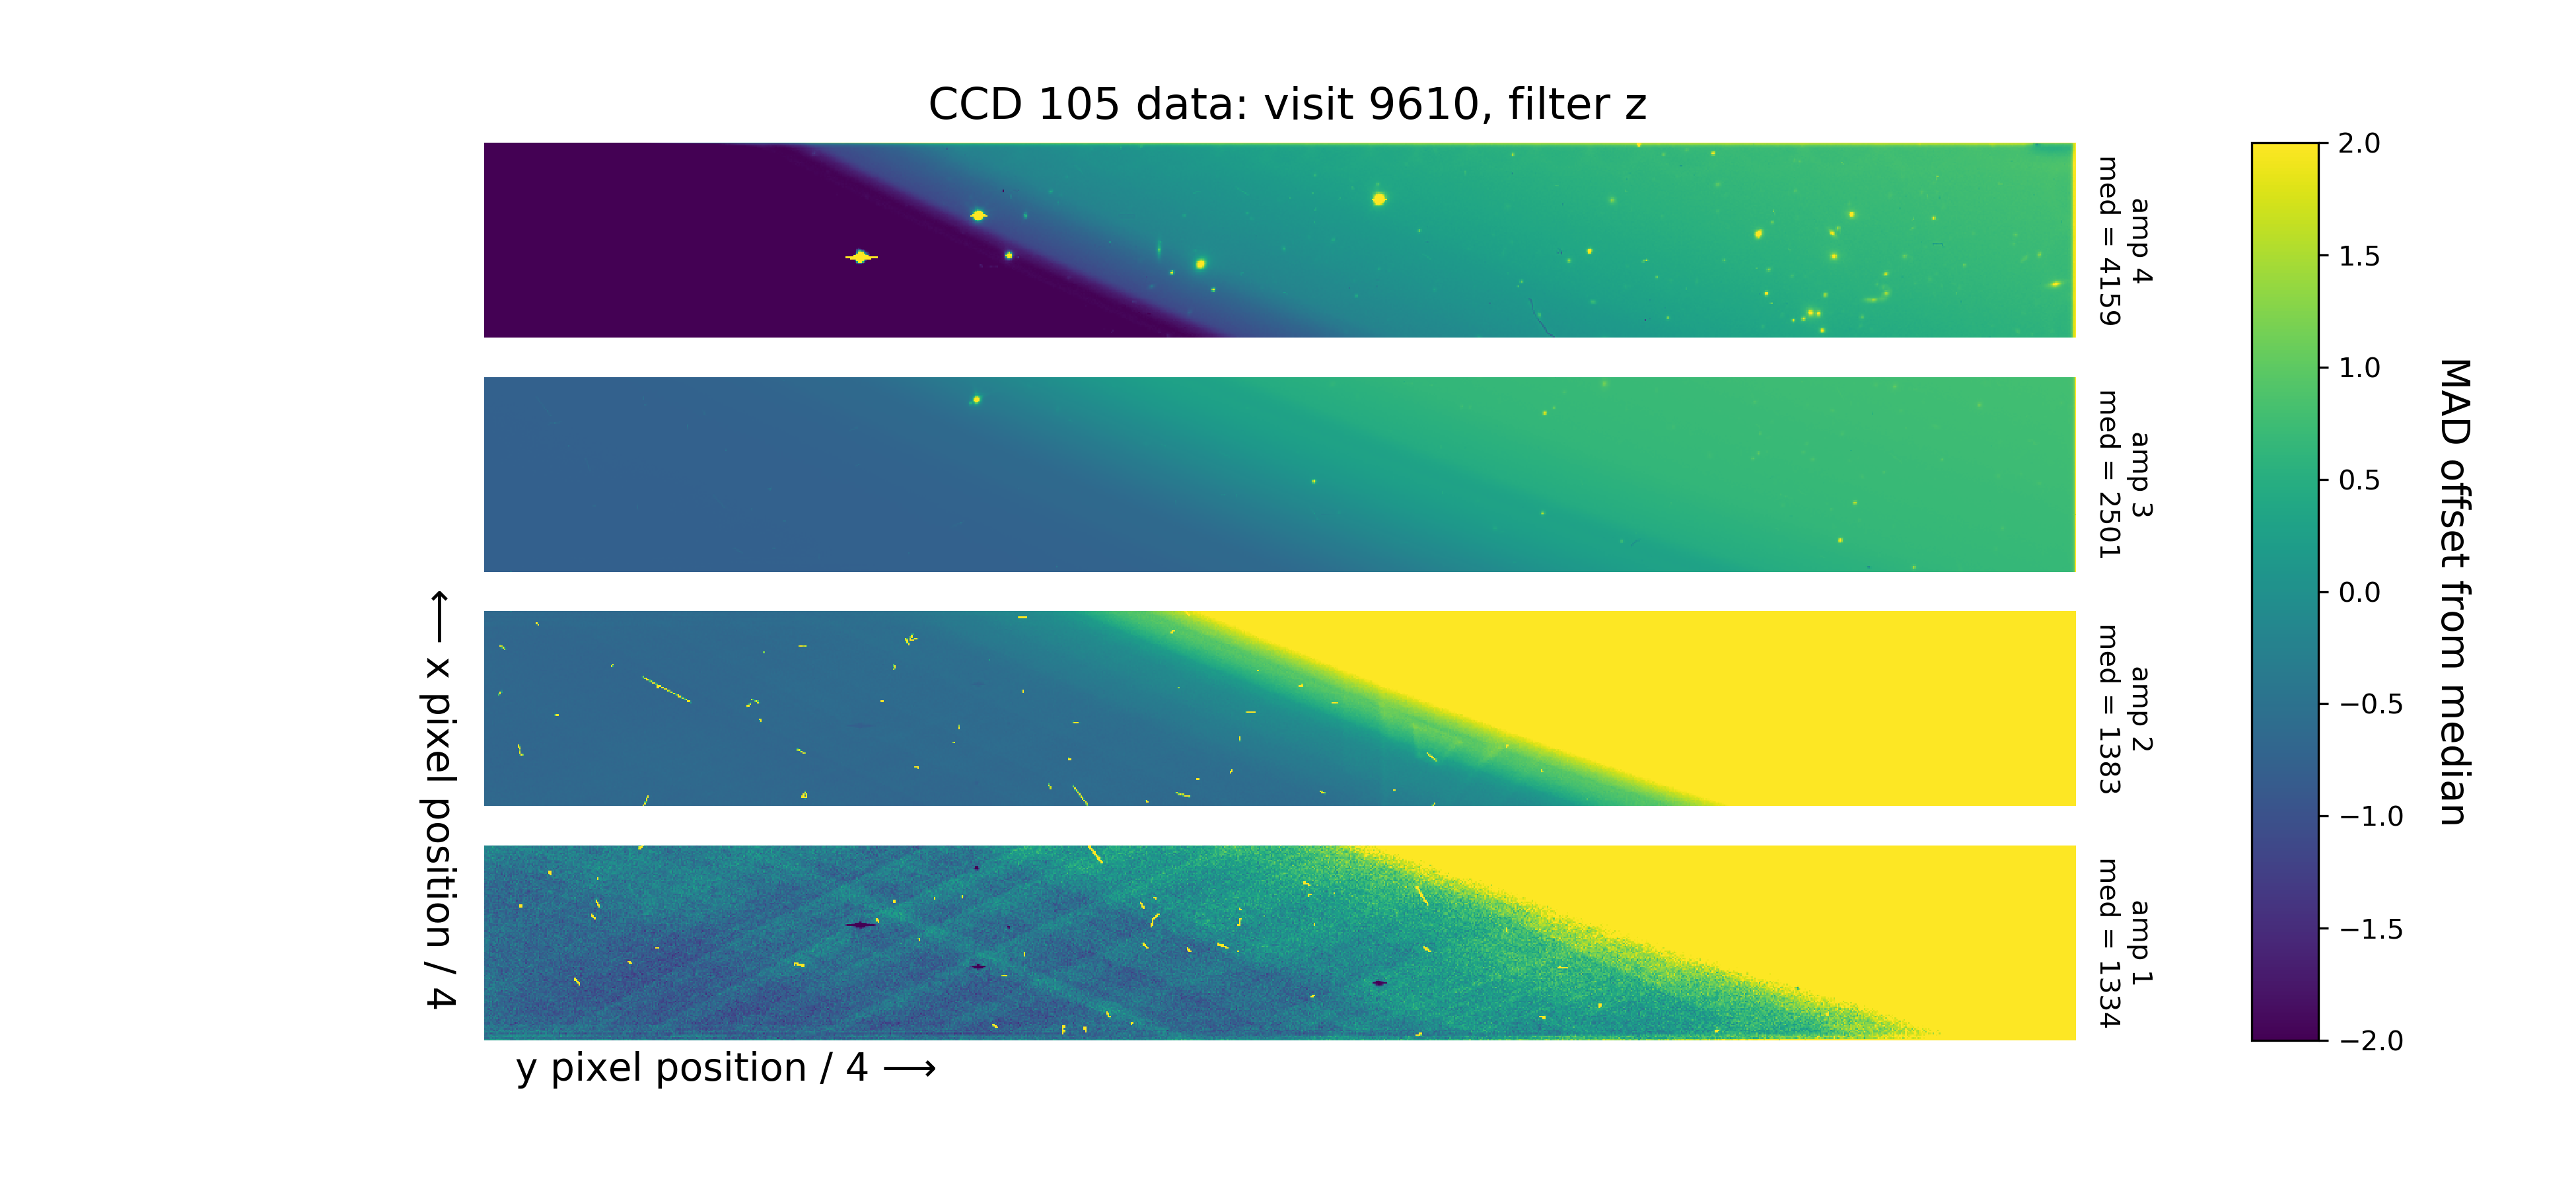 CCD 105 data: visit 9610, filter z
amp 4
med = 4159
amp 3
med = 2501
amp 2
med = 1383
amp 1
med = 1334
⟵ x pixel position / 4
y pixel position / 4 ⟶
2.0
1.5
1.0
0.5
0.0
−0.5
−1.0
−1.5
−2.0
MAD offset from median